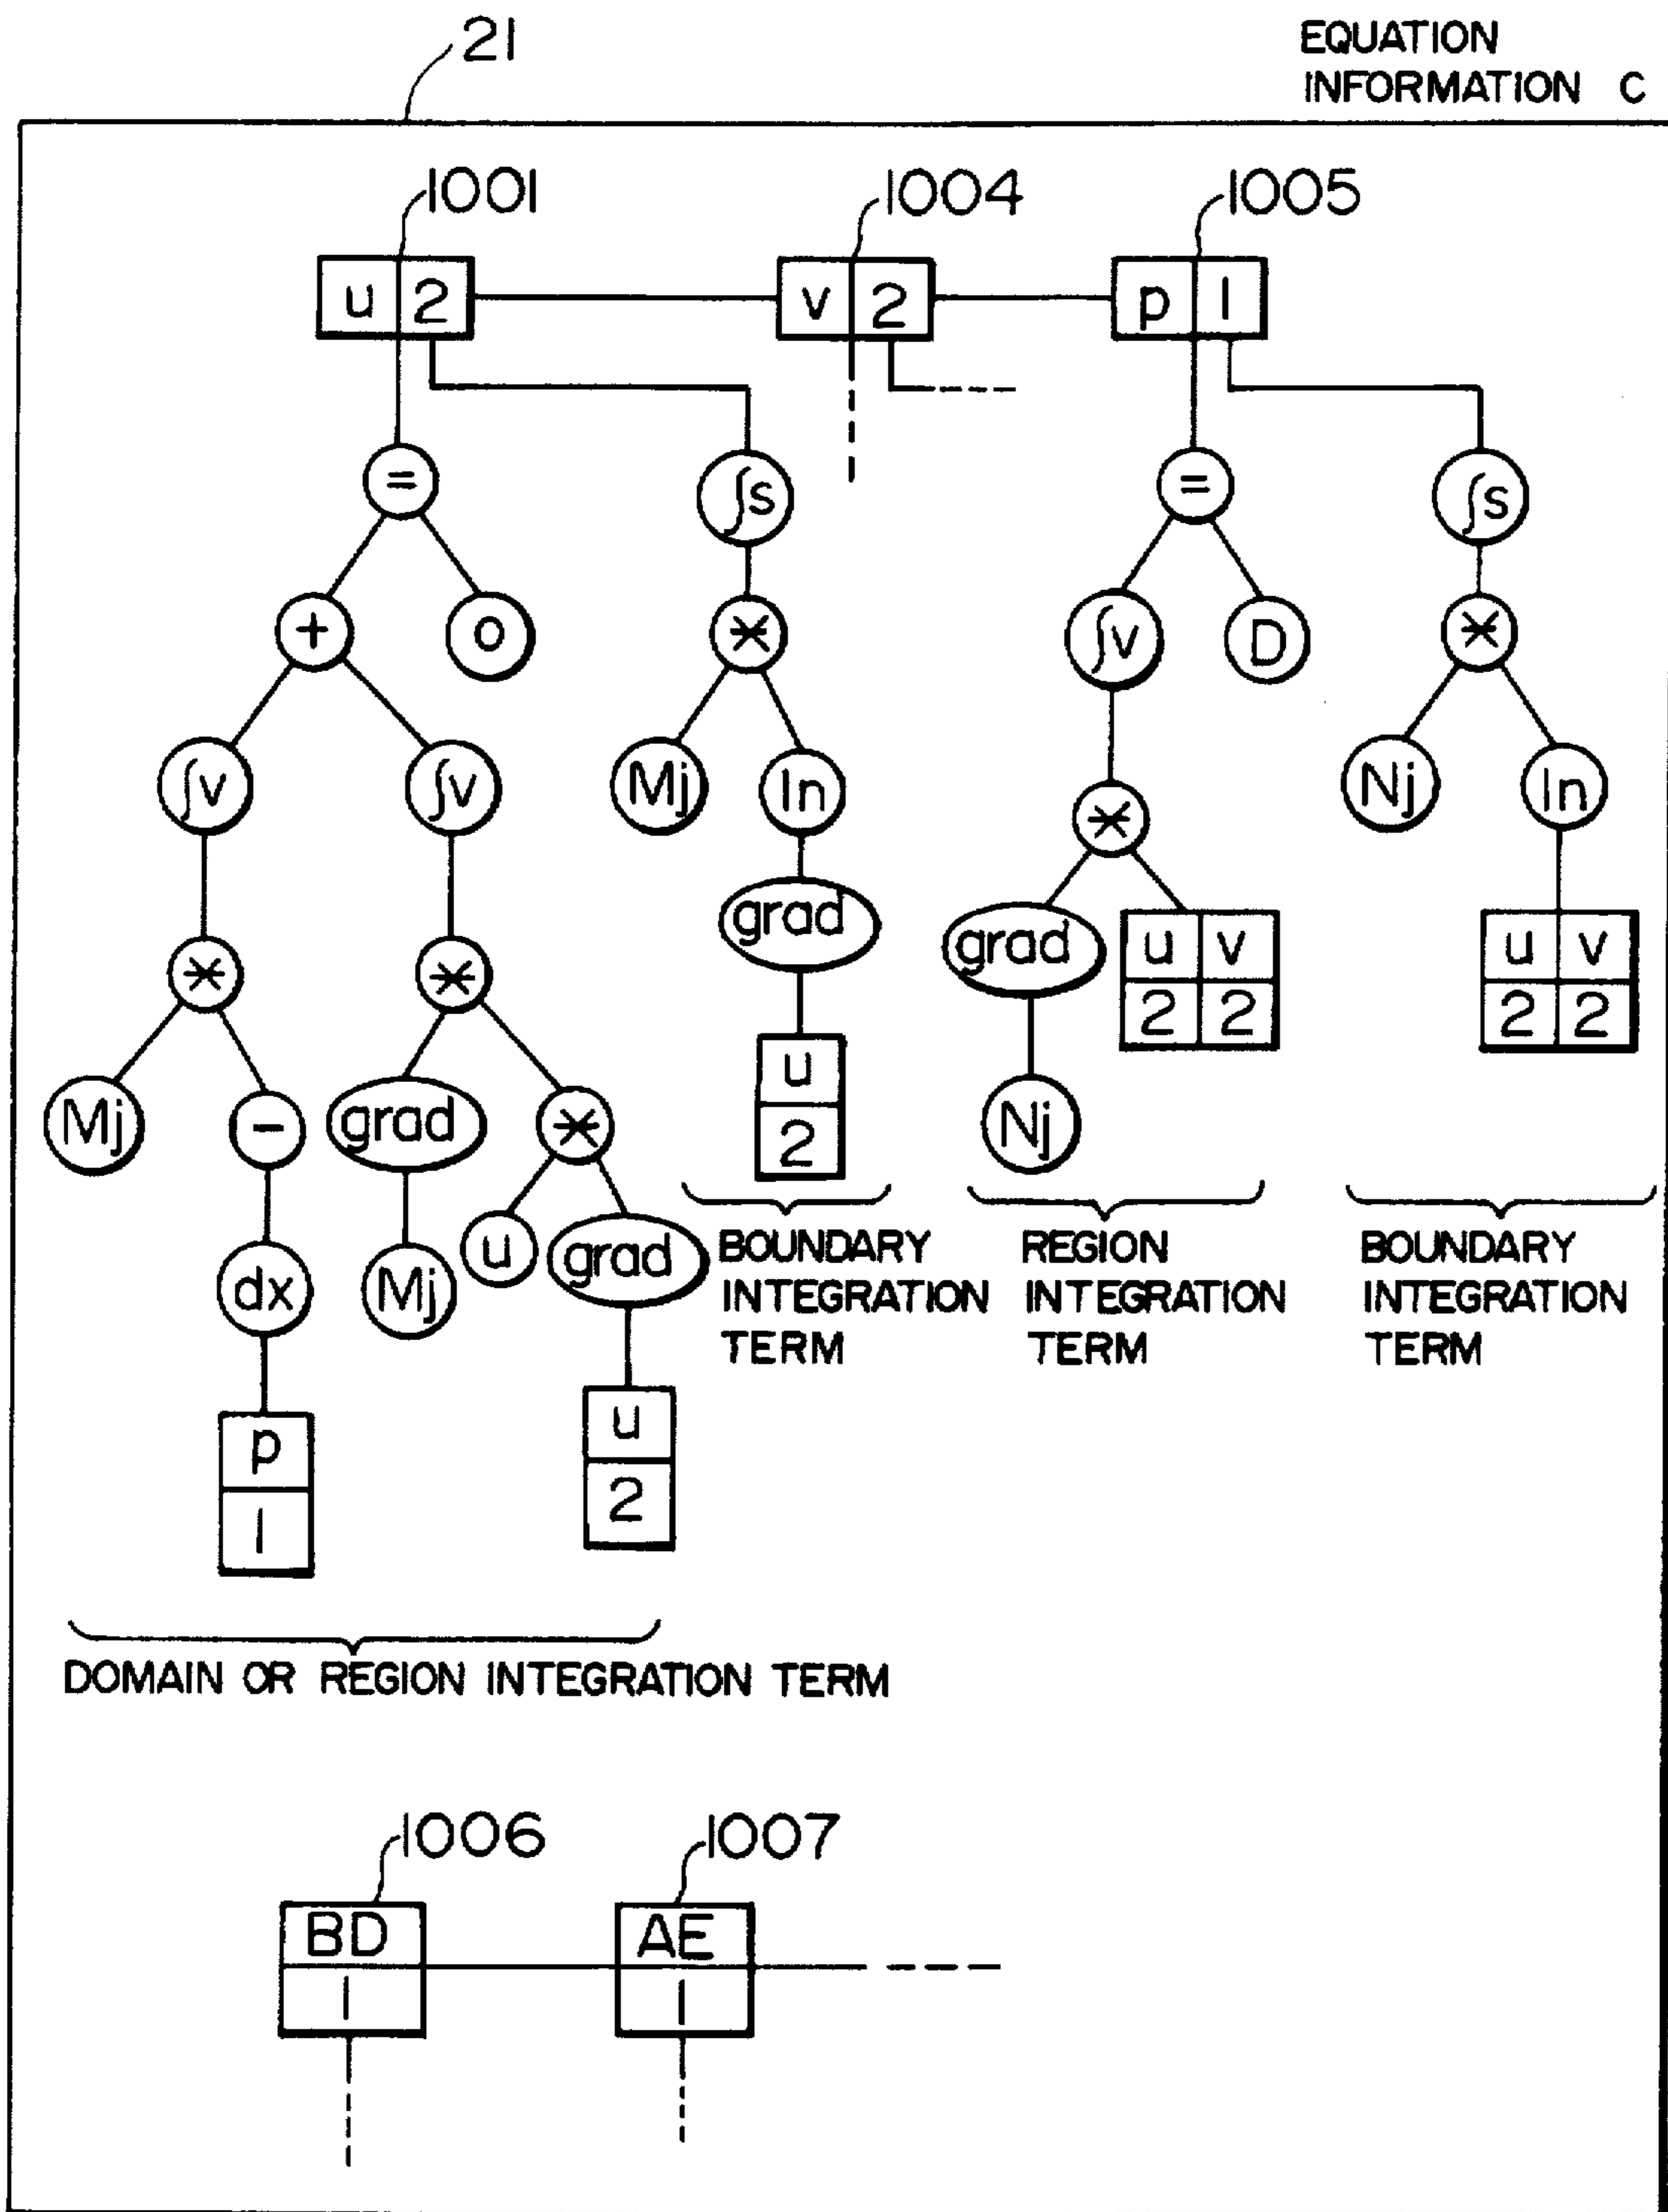 21
EQUATION
INFORMATION C
1001
1004
1005
u 2
v 2
p 1
=
∫s
=
∫s
+
o
*
∫v
D
*
∫v
∫v
Mj
ln
*
Nj
ln
grad
grad
u v
2 2
u v
2 2
*
*
u
2
Nj
Mj
-
grad
*
dx
Mj
u
grad
p
1
u
2
BOUNDARY
INTEGRATION
TERM
REGION
INTEGRATION
TERM
BOUNDARY
INTEGRATION
TERM
DOMAIN OR REGION INTEGRATION TERM
1006
1007
BD
1
AE
1